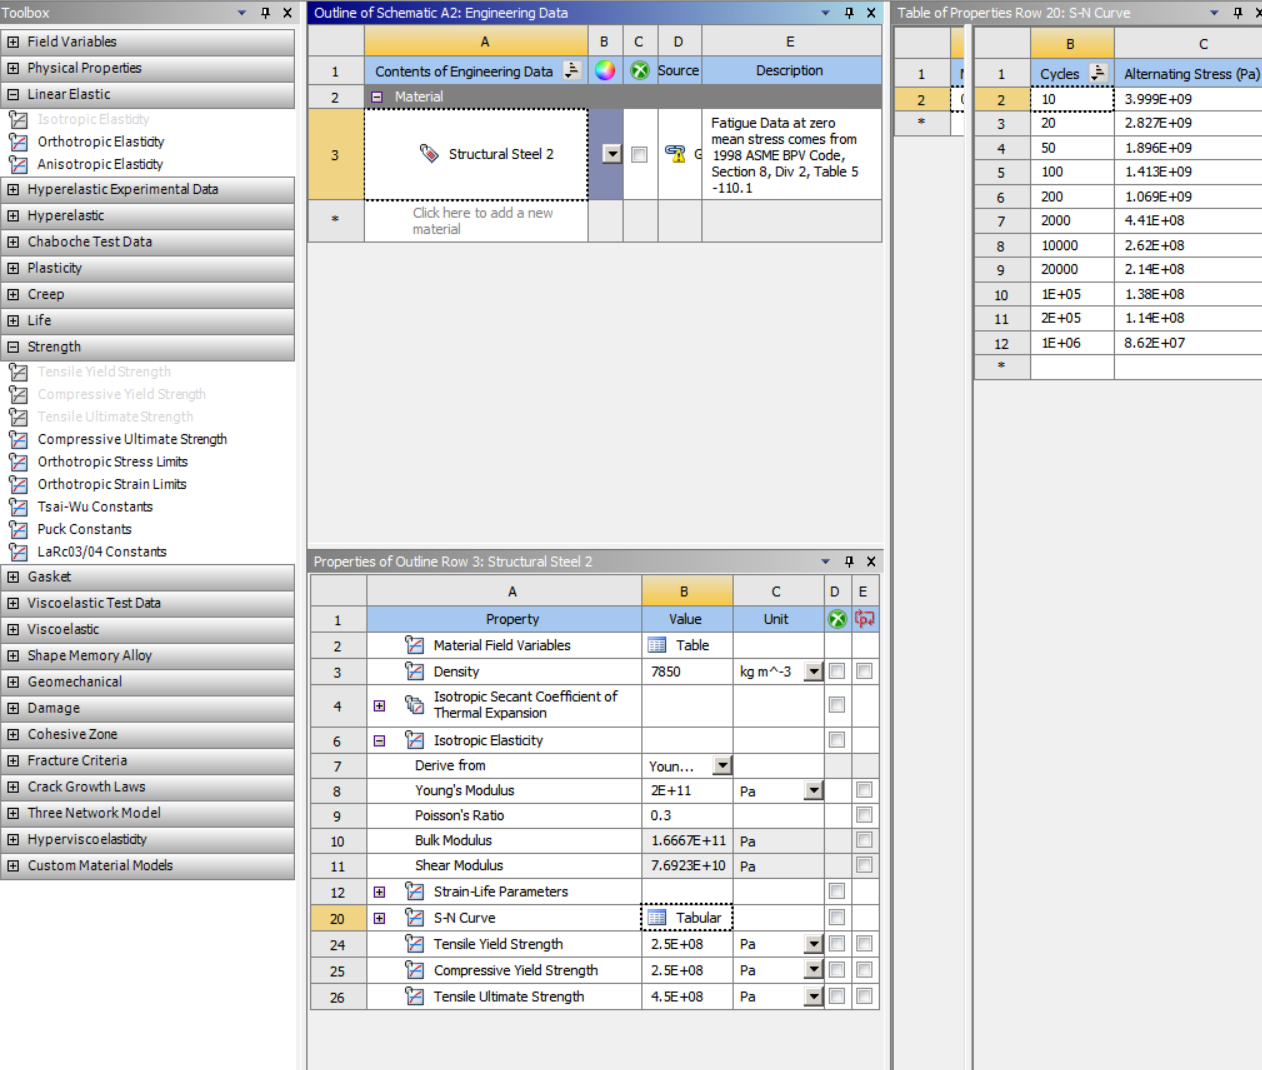 Toolbox
Field Variables
Physical Properties
Linear Elastic
Isotropic Elasticity
Orthotropic Elasticity
Anisotropic Elasticity
Hyperelastic Experimental Data
Hyperelastic
Chaboche Test Data
Plasticity
Creep
Life
Strength
Tensile Yield Strength
Compressive Yield Strength
Tensile Ultimate Strength
Compressive Ultimate Strength
Orthotropic Stress Limits
Orthotropic Strain Limits
Tsai-Wu Constants
Puck Constants
LaRc03/04 Constants
Gasket
Viscoelastic Test Data
Viscoelastic
Shape Memory Alloy
Geomechanical
Damage
Cohesive Zone
Fracture Criteria
Crack Growth Laws
Three Network Model
Hyperviscoelasticity
Custom Material Models
Outline of Schematic A2: Engineering Data
A B C D E
1 Contents of Engineering Data Source Description
2 Material
3 Structural Steel 2 G
Fatigue Data at zero
mean stress comes from
1998 ASME BPV Code,
Section 8, Div 2, Table 5
-110.1
* Click here to add a new
material
Properties of Outline Row 3: Structural Steel 2
A B C D E
1 Property Value Unit
2 Material Field Variables Table
3 Density 7850 kg m^-3
4 Isotropic Secant Coefficient of
Thermal Expansion
6 Isotropic Elasticity
7 Derive from Youn...
8 Young's Modulus 2E+11 Pa
9 Poisson's Ratio 0.3
10 Bulk Modulus 1.6667E+11 Pa
11 Shear Modulus 7.6923E+10 Pa
12 Strain-Life Parameters
20 S-N Curve Tabular
24 Tensile Yield Strength 2.5E+08 Pa
25 Compressive Yield Strength 2.5E+08 Pa
26 Tensile Ultimate Strength 4.5E+08 Pa
Table of Properties Row 20: S-N Curve
1
2
*
B C
1 Cycles Alternating Stress (Pa)
2 10 3.999E+09
3 20 2.827E+09
4 50 1.896E+09
5 100 1.413E+09
6 200 1.069E+09
7 2000 4.41E+08
8 10000 2.62E+08
9 20000 2.14E+08
10 1E+05 1.38E+08
11 2E+05 1.14E+08
12 1E+06 8.62E+07
*